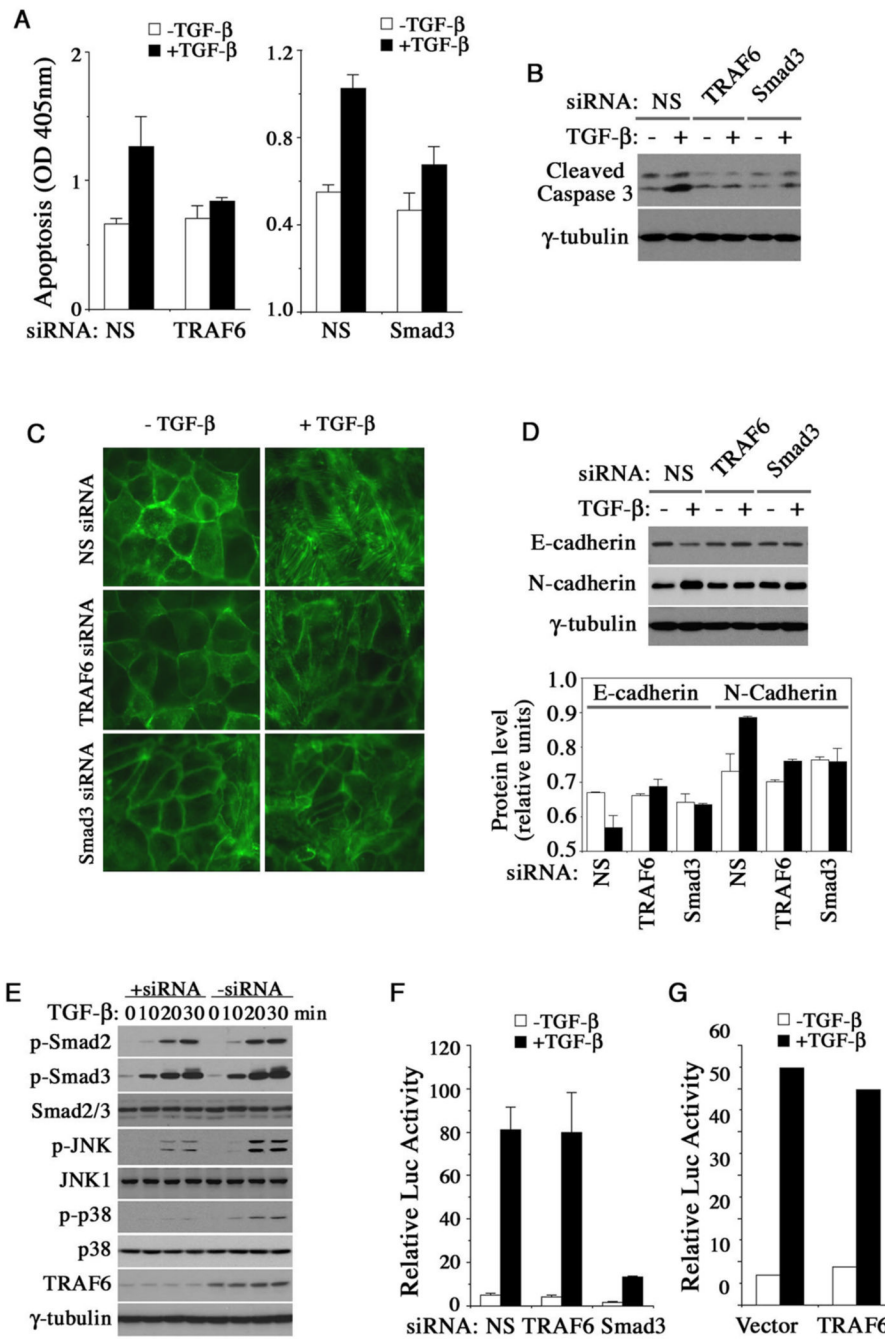 A
-TGF-β
+TGF-β
-TGF-β
+TGF-β
Apoptosis (OD 405nm)
2
1
0
1.2
0.8
0.4
1.0
siRNA: NS TRAF6
NS Smad3
B
siRNA: NS TRAF6 Smad3
TGF-β: - + - + - +
Cleaved
Caspase 3
γ-tubulin
C
- TGF-β + TGF-β
NS siRNA
TRAF6 siRNA
Smad3 siRNA
D
siRNA: NS TRAF6 Smad3
TGF-β: - + - + - +
E-cadherin
N-cadherin
γ-tubulin
Protein level
(relative units)
1.0
0.9
0.8
0.7
0.6
0.5
E-cadherin N-Cadherin
siRNA: NS TRAF6 Smad3 NS TRAF6 Smad3
E
+siRNA -siRNA
TGF-β: 0 10 20 30 0 10 20 30 min
p-Smad2
p-Smad3
Smad2/3
p-JNK
JNK1
p-p38
p38
TRAF6
γ-tubulin
F
-TGF-β
+TGF-β
Relative Luc Activity
120
100
80
60
40
20
0
siRNA: NS TRAF6 Smad3
G
-TGF-β
+TGF-β
Relative Luc Activity
60
50
50
30
20
10
0
Vector TRAF6